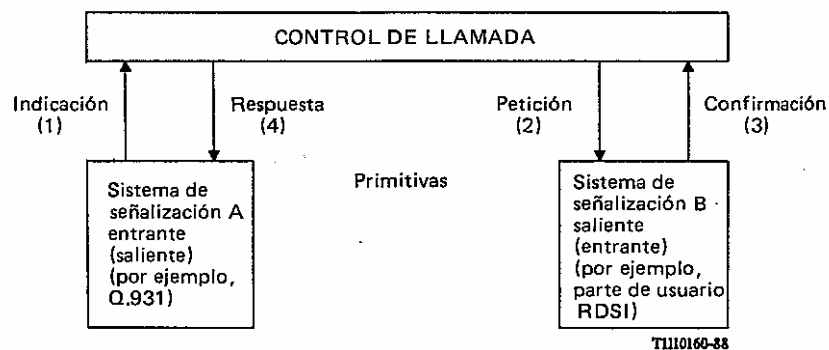 CONTROL DE LLAMADA
Indicación
(1)
Respuesta
(4)
Petición
(2)
Confirmación
(3)
Primitivas
Sistema de
señalización A
entrante
(saliente)
(por ejemplo,
Q.931)
Sistema de
señalización B
saliente
(entrante)
(por ejemplo,
parte de usuario
RDSI)
T1110160-88